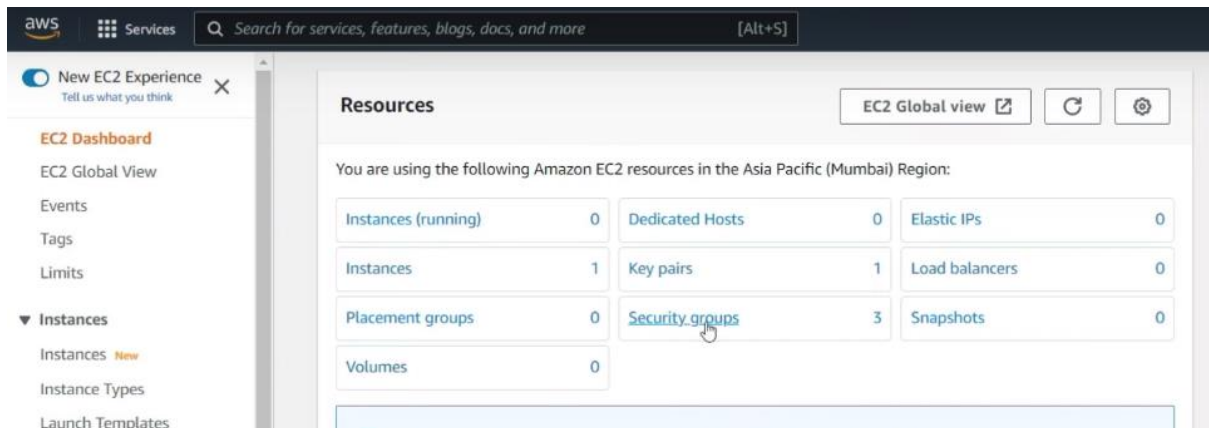 aws
Services
Search for services, features, blogs, docs, and more
[Alt+S]
New EC2 Experience
Tell us what you think
EC2 Dashboard
EC2 Global View
Events
Tags
Limits
Instances
Instances New
Instance Types
Launch Templates
Resources
EC2 Global view
You are using the following Amazon EC2 resources in the Asia Pacific (Mumbai) Region:
Instances (running) 0
Dedicated Hosts 0
Elastic IPs 0
Instances 1
Key pairs 1
Load balancers 0
Placement groups 0
Security groups 3
Snapshots 0
Volumes 0